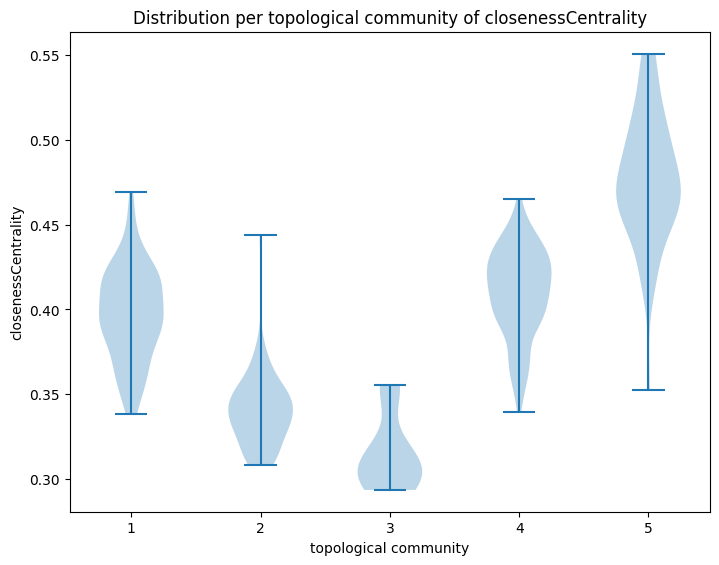 Distribution per topological community of closenessCentrality
closenessCentrality
0.55
0.50
0.45
0.40
0.35
0.30
1 2 3 4 5
topological community